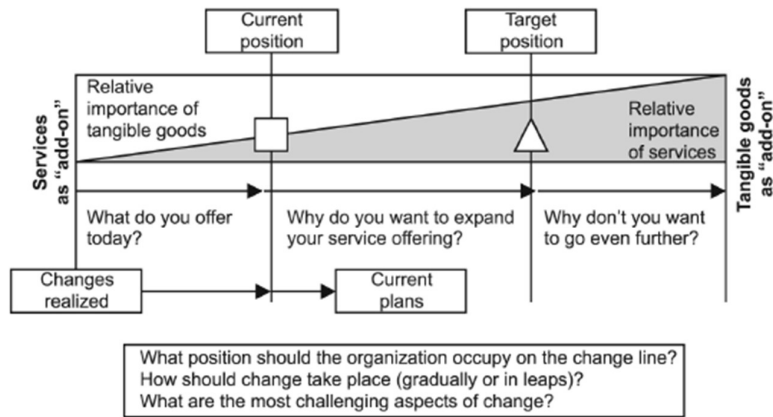 Current
position
Target
position
Services
as "add-on"
Relative
importance of
tangible goods
Relative
importance
of services
Tangible goods
as "add-on"
What do you offer
today?
Why do you want to expand
your service offering?
Why don't you want
to go even further?
Changes
realized
Current
plans
What position should the organization occupy on the change line?
How should change take place (gradually or in leaps)?
What are the most challenging aspects of change?